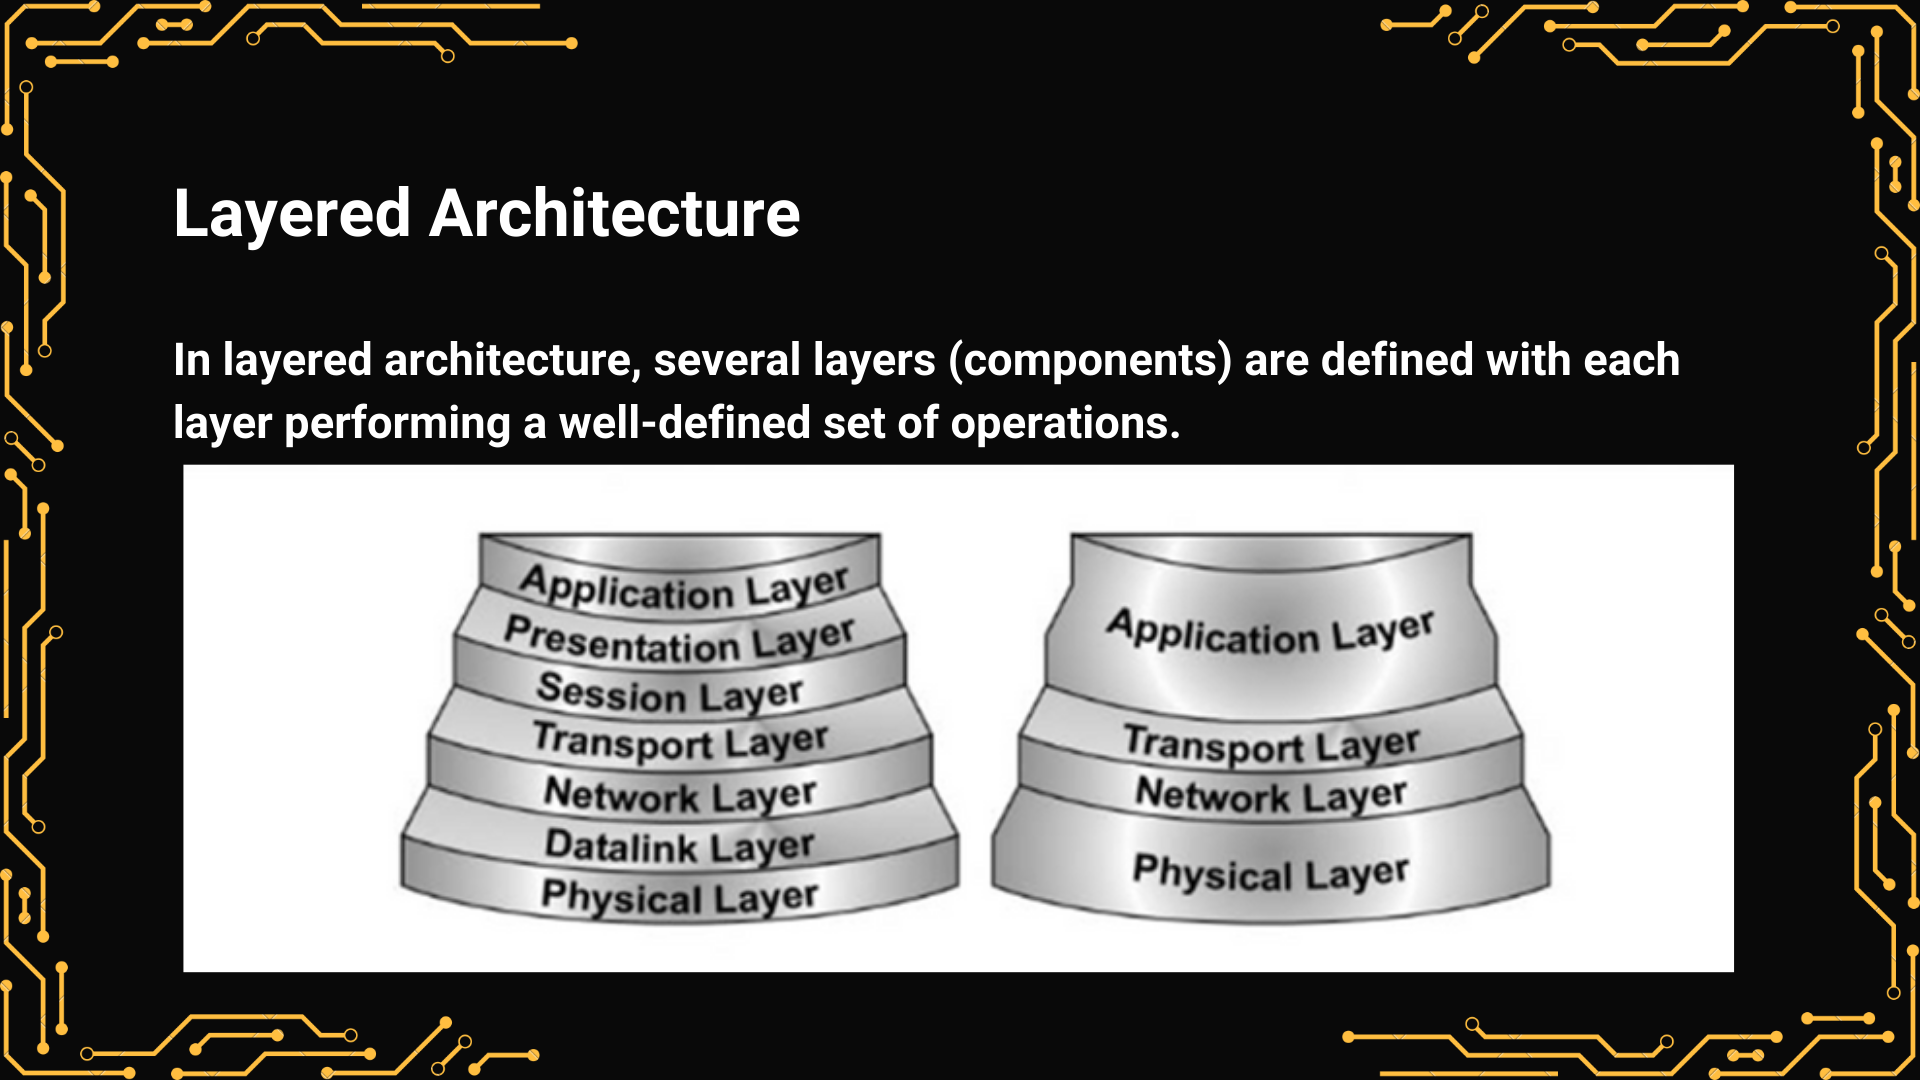 Layered Architecture
In layered architecture, several layers (components) are defined with each
layer performing a well-defined set of operations.
Application Layer
Presentation Layer
Session Layer
Transport Layer
Network Layer
Datalink Layer
Physical Layer
Application Layer
Transport Layer
Network Layer
Physical Layer